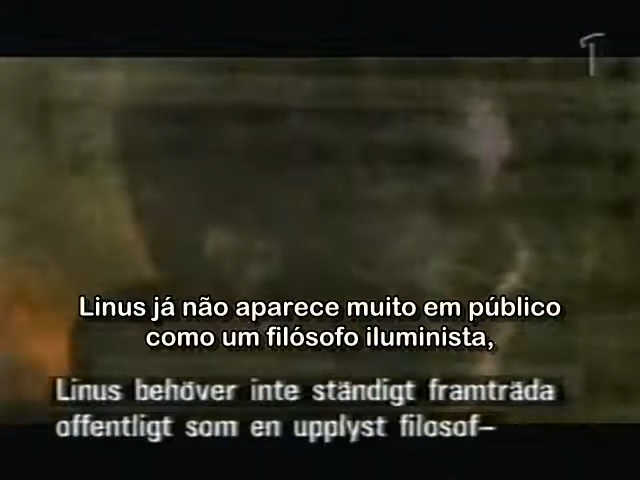 Linus já não aparece muito em público
como um filósofo iluminista,
Linus behöver inte ständigt framträda
offentligt som en upplyst filosof–